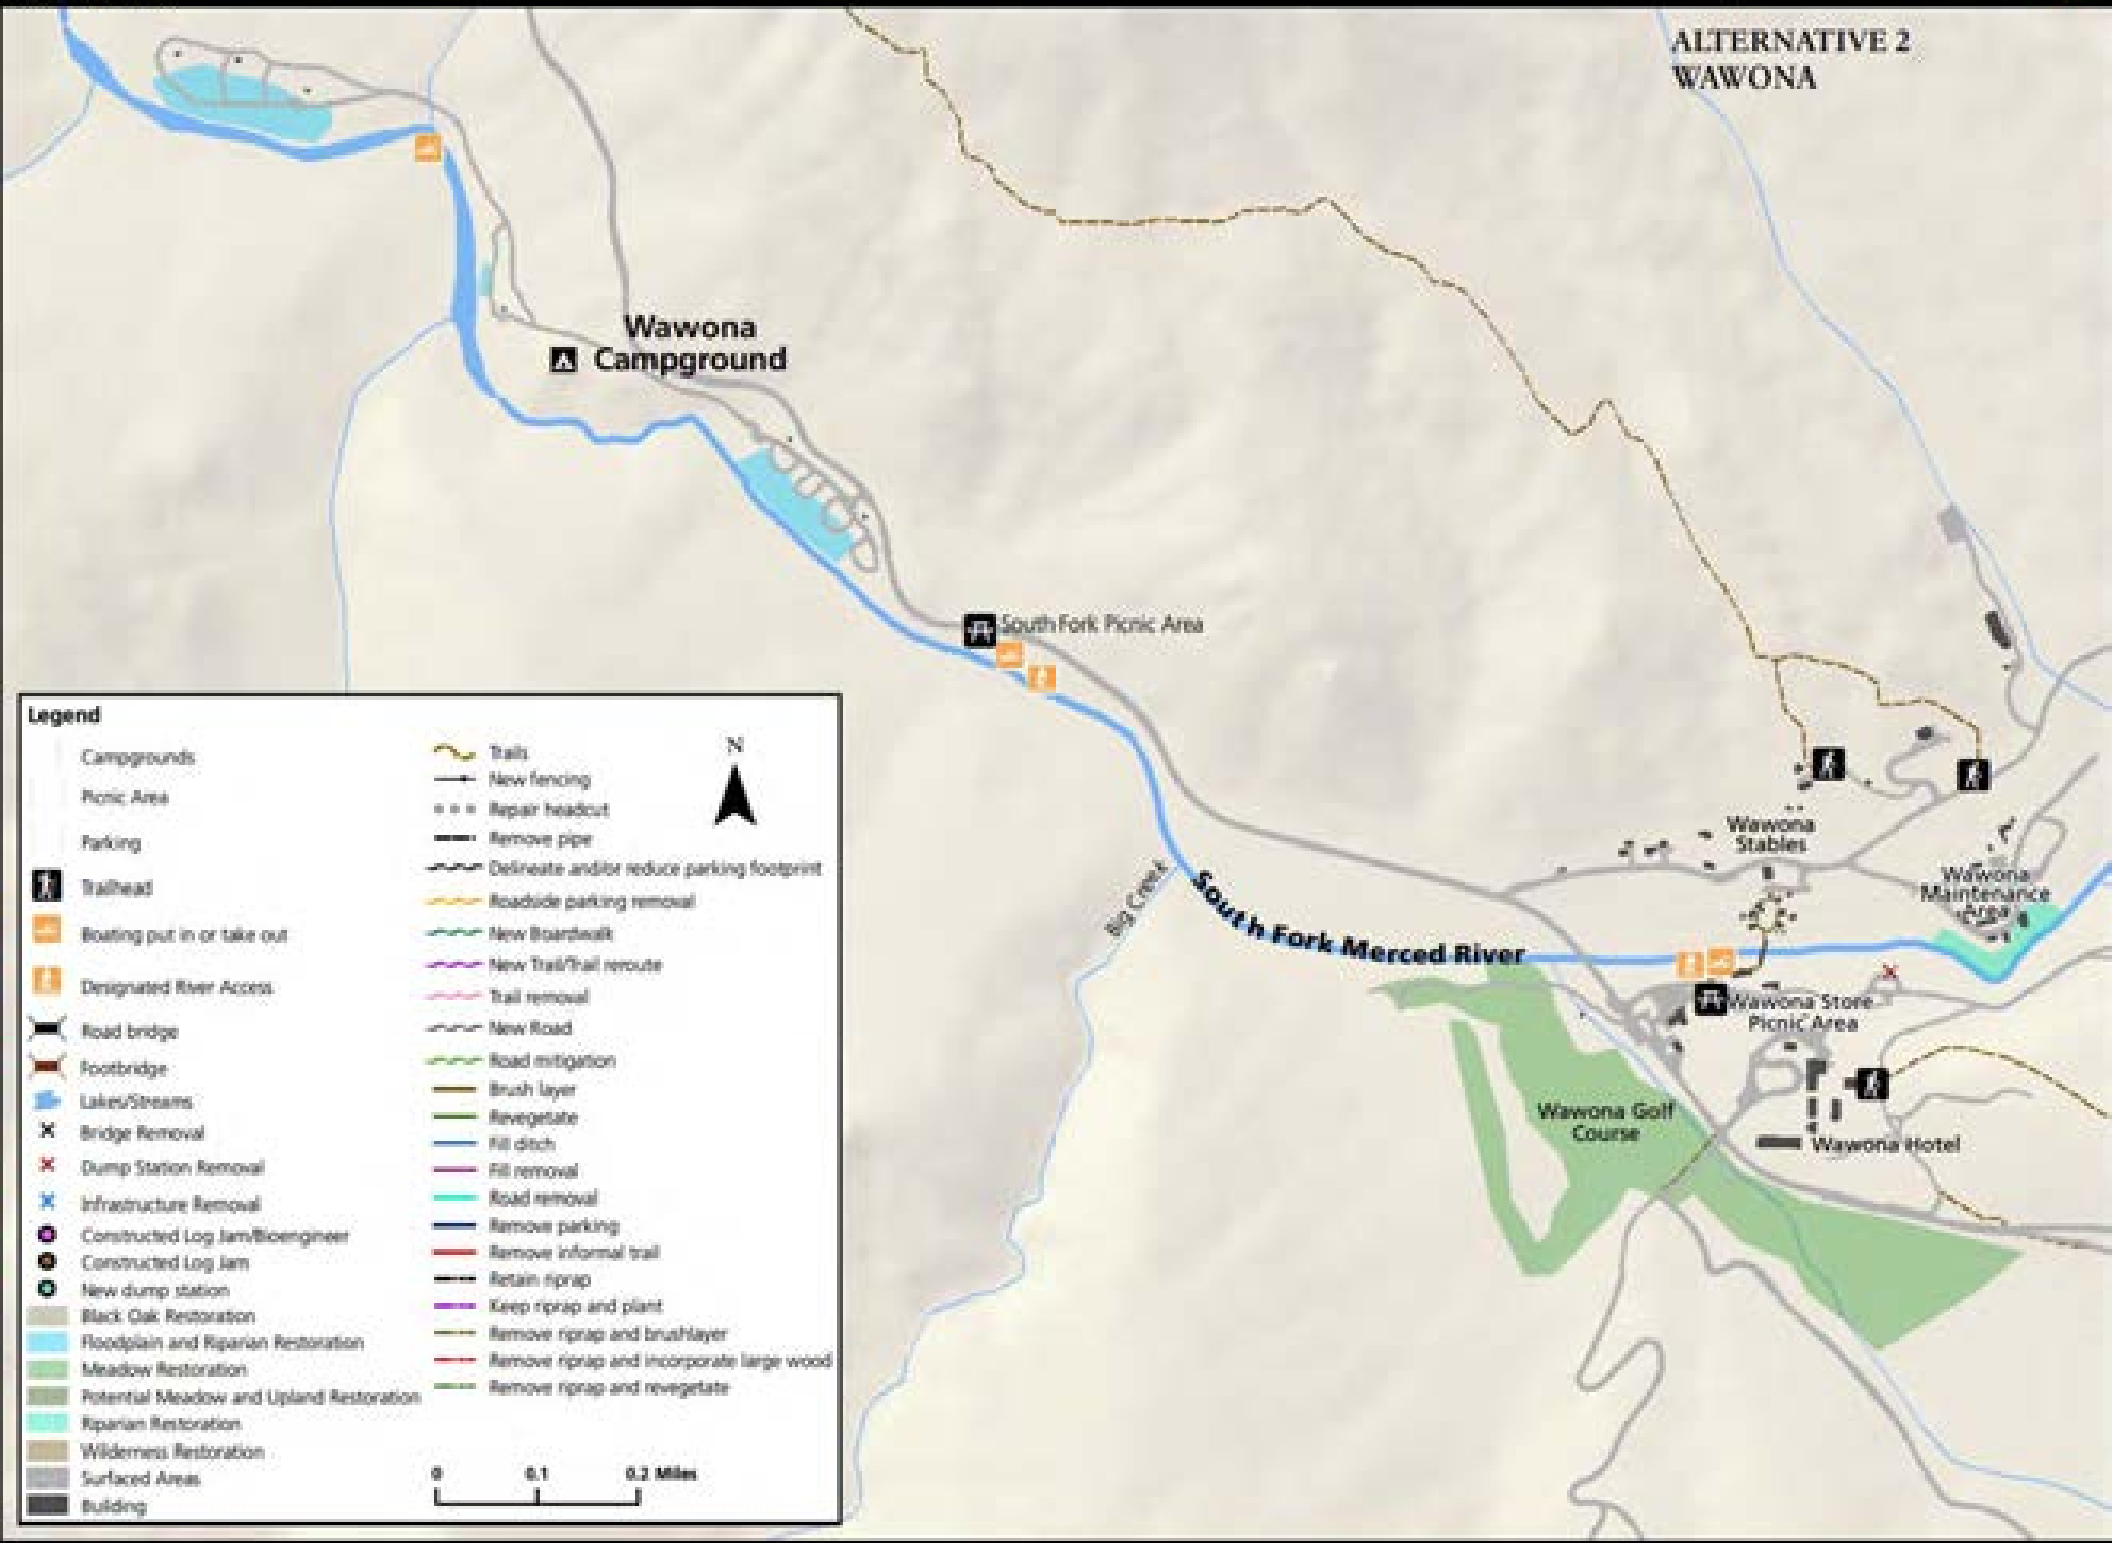 ALTERNATIVE 2
WAWONA
Wawona
Campground
South Fork Picnic Area
Wawona
Stables
Wawona
Maintenance
Area
Big Creek
South Fork Merced River
Wawona Store
Picnic Area
Wawona Golf
Course
Wawona Hotel
Legend
Campgrounds
Picnic Area
Parking
Trailhead
Boating put in or take out
Designated River Access
Road bridge
Footbridge
Lakes/Streams
Bridge Removal
Dump Station Removal
Infrastructure Removal
Constructed Log Jam/Bioengineer
Constructed Log Jam
New dump station
Black Oak Restoration
Floodplain and Riparian Restoration
Meadow Restoration
Potential Meadow and Upland Restoration
Riparian Restoration
Wilderness Restoration
Surfaced Areas
Building
Trails
New fencing
Repair headcut
Remove pipe
Delineate and/or reduce parking footprint
Roadside parking removal
New Boardwalk
New Trail/Trail reroute
Trail removal
New Road
Road mitigation
Brush layer
Revegetate
Fill ditch
Fill removal
Road removal
Remove parking
Remove informal trail
Retain riprap
Keep riprap and plant
Remove riprap and brushlayer
Remove riprap and incorporate large wood
Remove riprap and revegetate
N
0 0.1 0.2 Miles